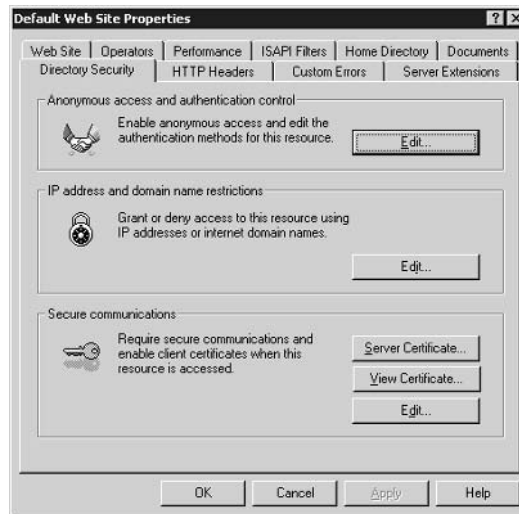 Default Web Site Properties
Web Site Operators Performance ISAPI Filters Home Directory Documents
Directory Security HTTP Headers Custom Errors Server Extensions
Anonymous access and authentication control
Enable anonymous access and edit the
authentication methods for this resource.
Edit...
IP address and domain name restrictions
Grant or deny access to this resource using
IP addresses or internet domain names.
Edit...
Secure communications
Require secure communications and
enable client certificates when this
resource is accessed.
Server Certificate...
View Certificate...
Edit...
OK Cancel Apply Help